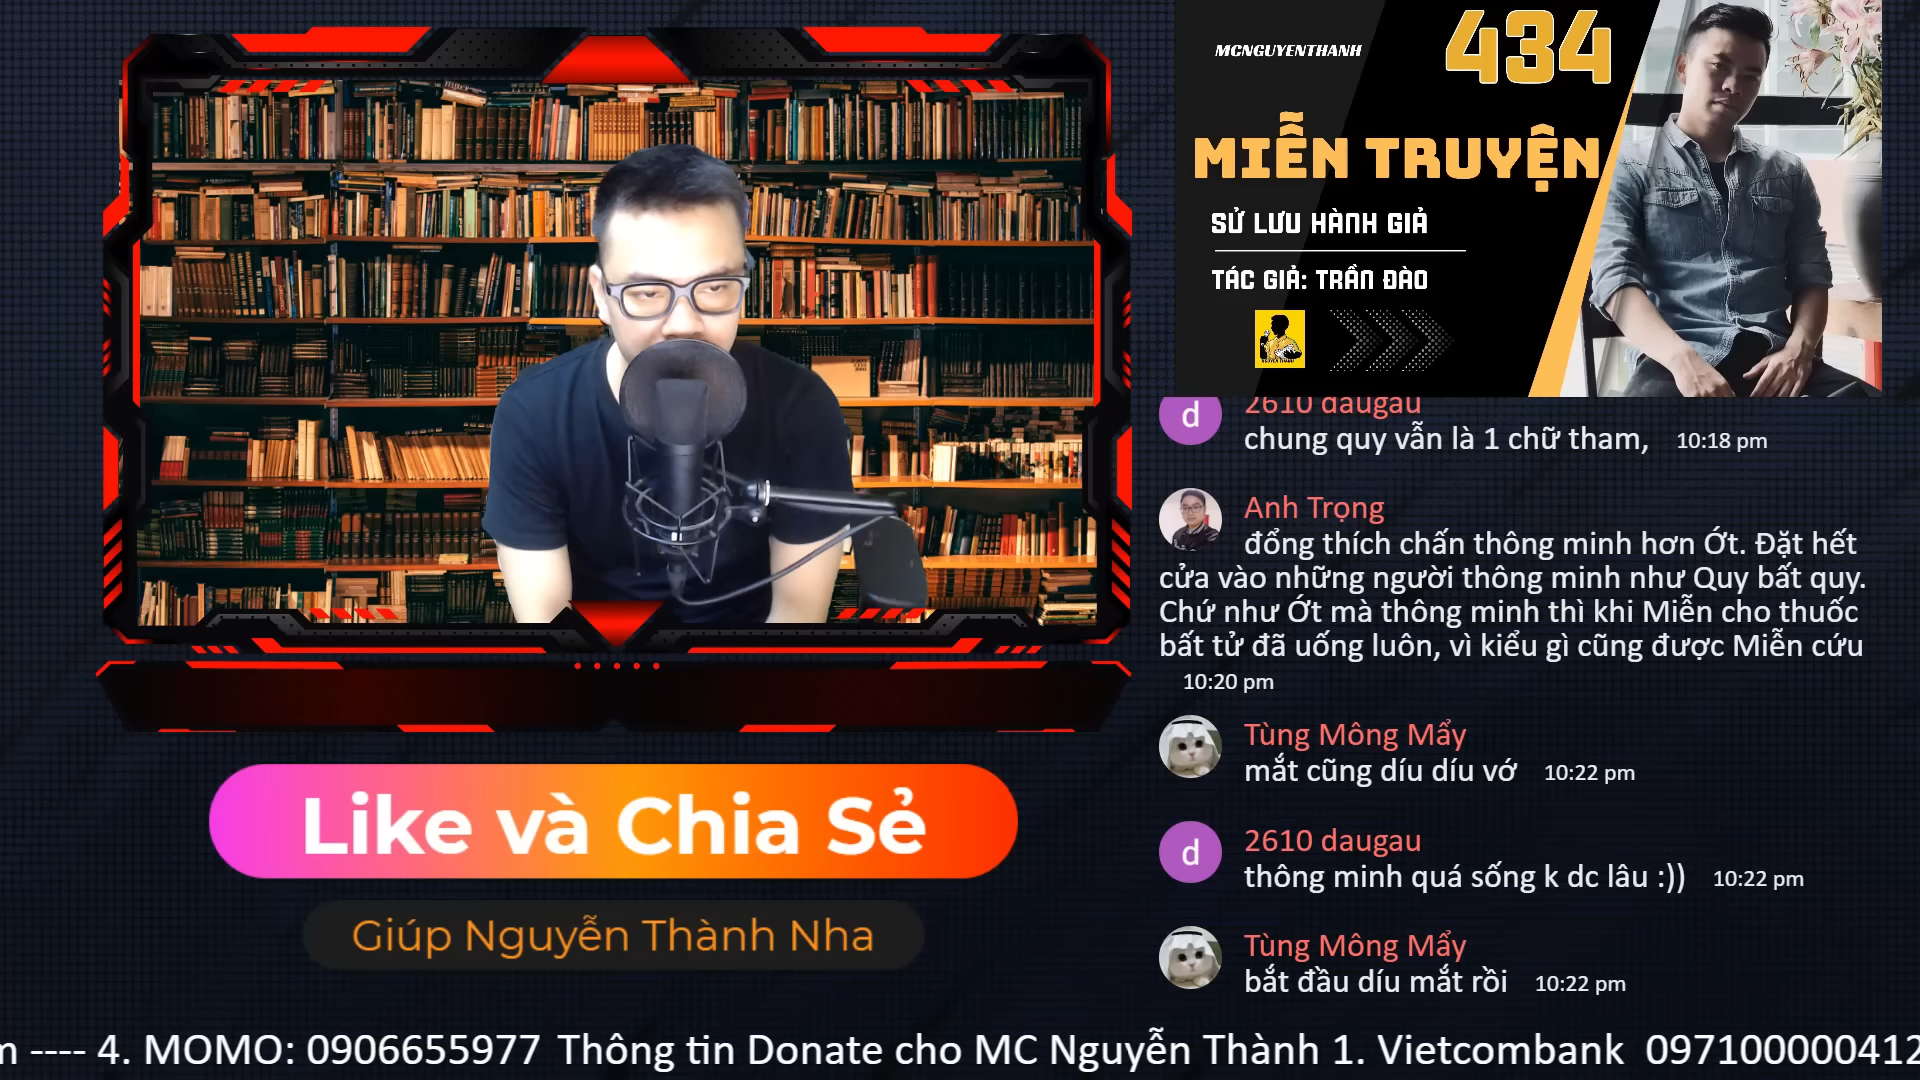 MCNGUYENTHANH
434
MIỄN TRUYỆN
SỬ LƯU HÀNH GIẢ
TÁC GIẢ: TRẦN ĐÀO
NGUYỄN THÀNH
d
2610 daugau
chung quy vẫn là 1 chữ tham, 10:18 pm
Anh Trọng
đổng thích chấn thông minh hơn Ớt. Đặt hết
cửa vào những người thông minh như Quy bất quy.
Chứ như Ớt mà thông minh thì khi Miễn cho thuốc
bất tử đã uống luôn, vì kiểu gì cũng được Miễn cứu
10:20 pm
Tùng Mông Mẩy
mắt cũng díu díu vớ 10:22 pm
d
2610 daugau
thông minh quá sống k dc lâu :)) 10:22 pm
Tùng Mông Mẩy
bắt đầu díu mắt rồi 10:22 pm
Like và Chia Sẻ
Giúp Nguyễn Thành Nha
m ---- 4. MOMO: 0906655977 Thông tin Donate cho MC Nguyễn Thành 1. Vietcombank 097100000412